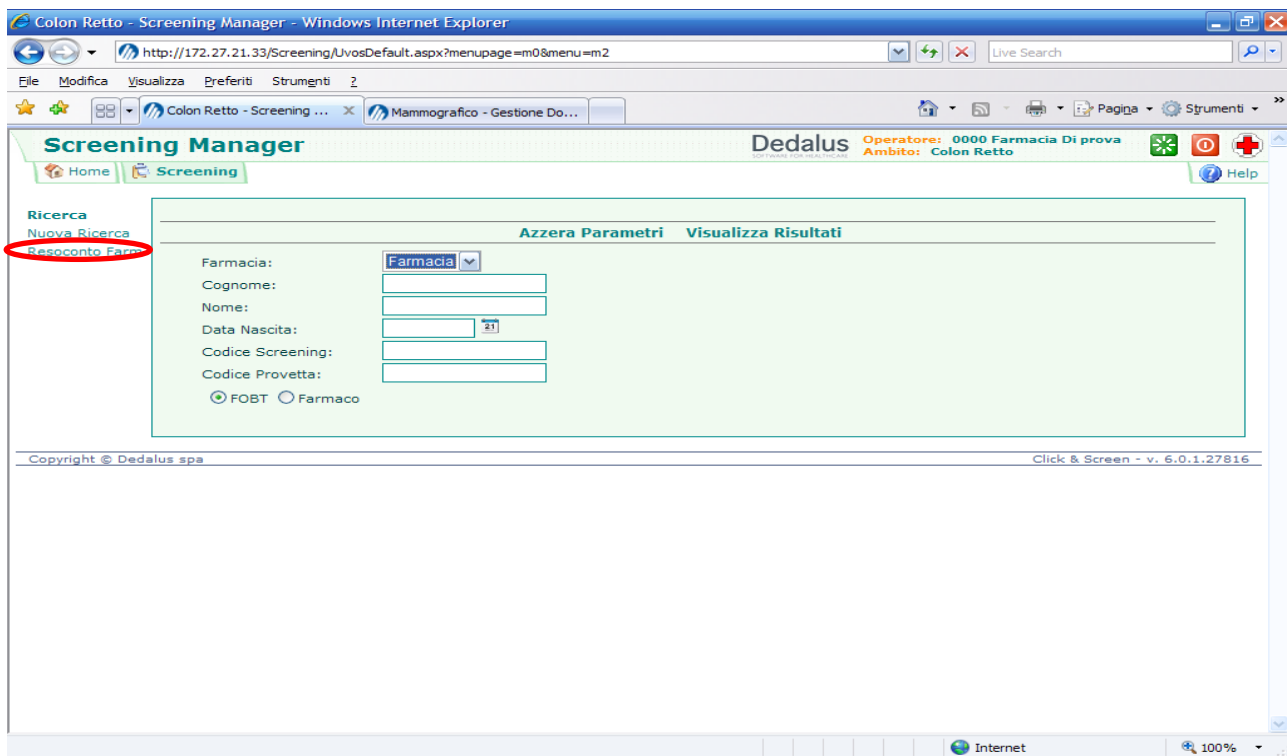 Colon Retto - Screening Manager - Windows Internet Explorer
http://172.27.21.33/Screening/UvosDefault.aspx?menupage=m0&menu=m2
Live Search
File Modifica Visualizza Preferiti Strumenti ?
Colon Retto - Screening ... Mammografico - Gestione Do... Pagina Strumenti »
Screening Manager
Dedalus
SOFTWARE FOR HEALTHCARE
Operatore: 0000 Farmacia Di prova
Ambito: Colon Retto
Home Screening Help
Ricerca
Nuova Ricerca
Resoconto Farm
Azzera Parametri Visualizza Risultati
Farmacia: Farmacia
Cognome:
Nome:
Data Nascita: 21
Codice Screening:
Codice Provetta:
FOBT Farmaco
Copyright © Dedalus spa Click & Screen - v. 6.0.1.27816
Internet 100%